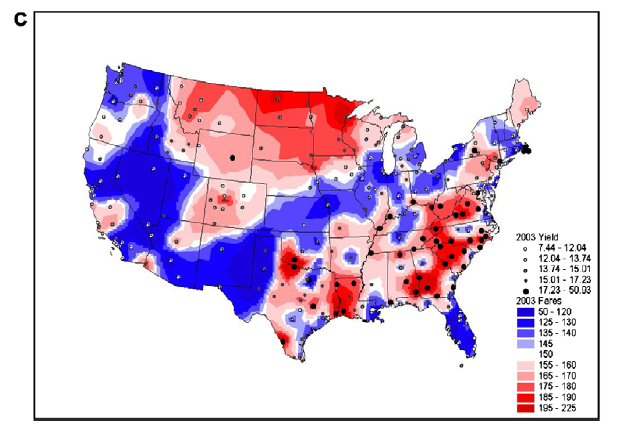 C
2003 Yield
7.44 - 12.04
12.04 - 13.74
13.74 - 15.01
15.01 - 17.23
17.23 - 50.93
2003 Fares
50 - 120
125 - 130
135 - 140
145
150
155 - 160
165 - 170
175 - 180
185 - 190
195 - 225